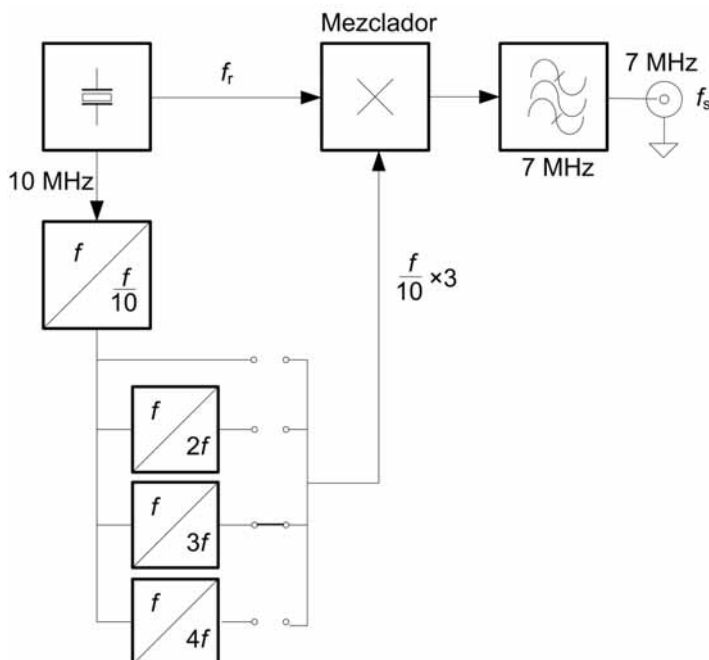 Mezclador
f_r
7 MHz
f_s
7 MHz
10 MHz
f
f/10
f/10 ×3
f
2f
f
3f
f
4f